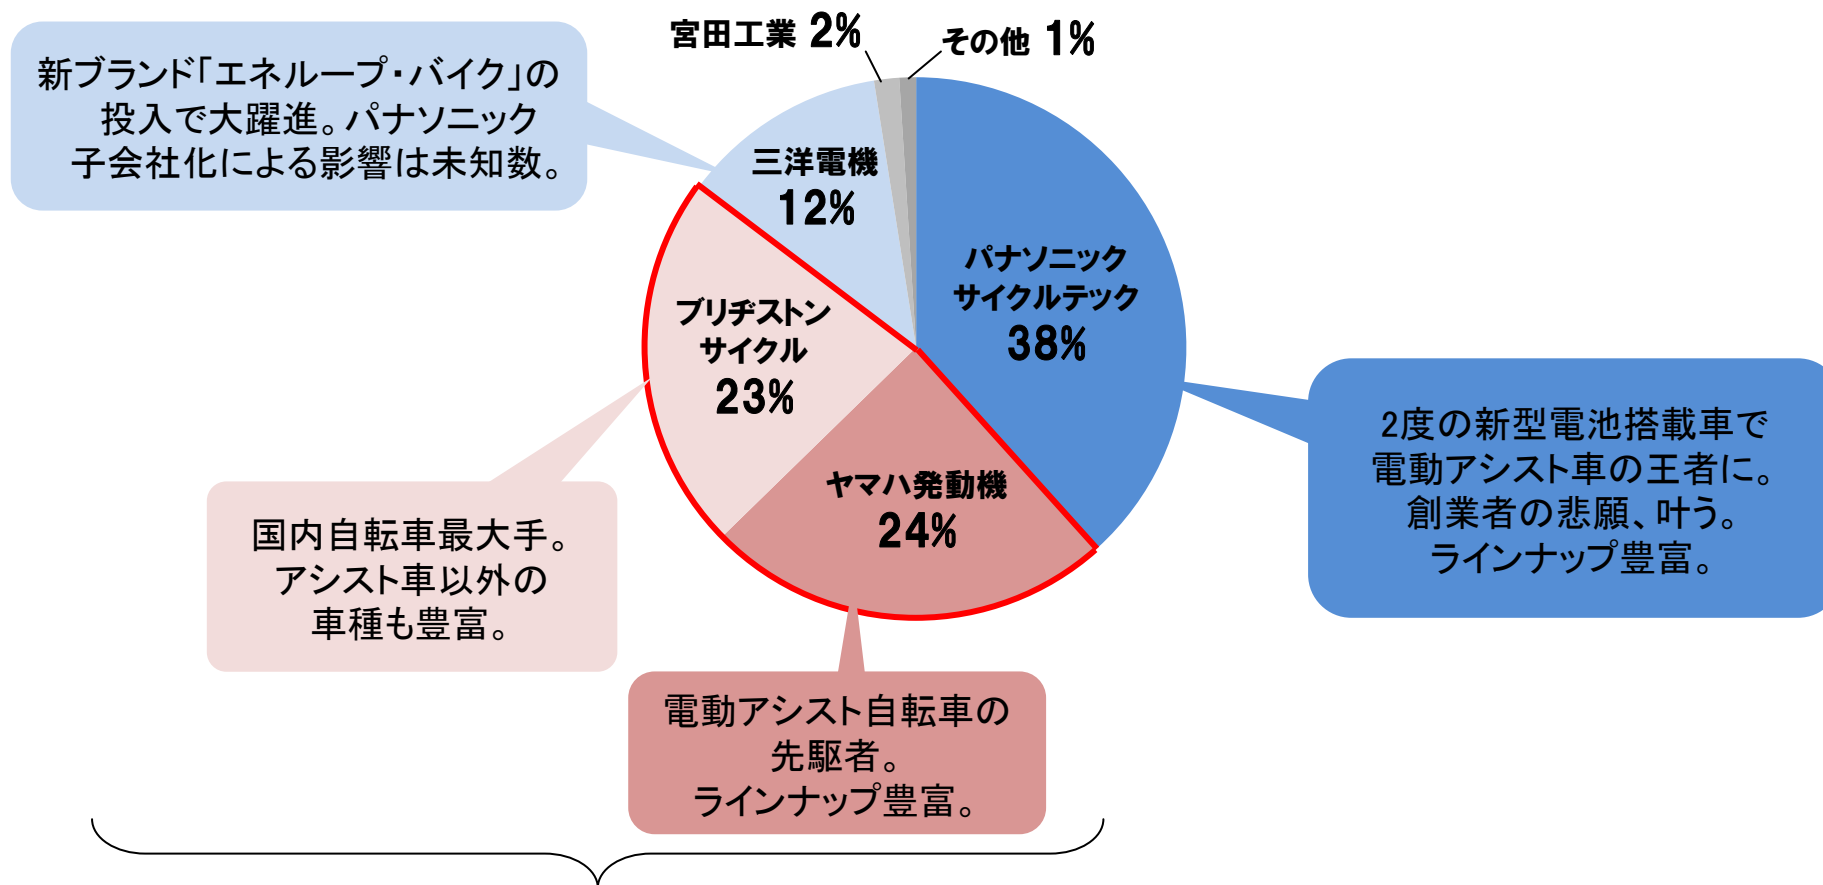 宮田工業 2%
その他 1%
新ブランド「エネループ・バイク」の
投入で大躍進。パナソニック
子会社化による影響は未知数。
三洋電機
12%
パナソニック
サイクルテック
38%
ブリヂストン
サイクル
23%
2度の新型電池搭載車で
電動アシスト車の王者に。
創業者の悲願、叶う。
ラインナップ豊富。
ヤマハ発動機
24%
国内自転車最大手。
アシスト車以外の
車種も豊富。
電動アシスト自転車の
先駆者。
ラインナップ豊富。